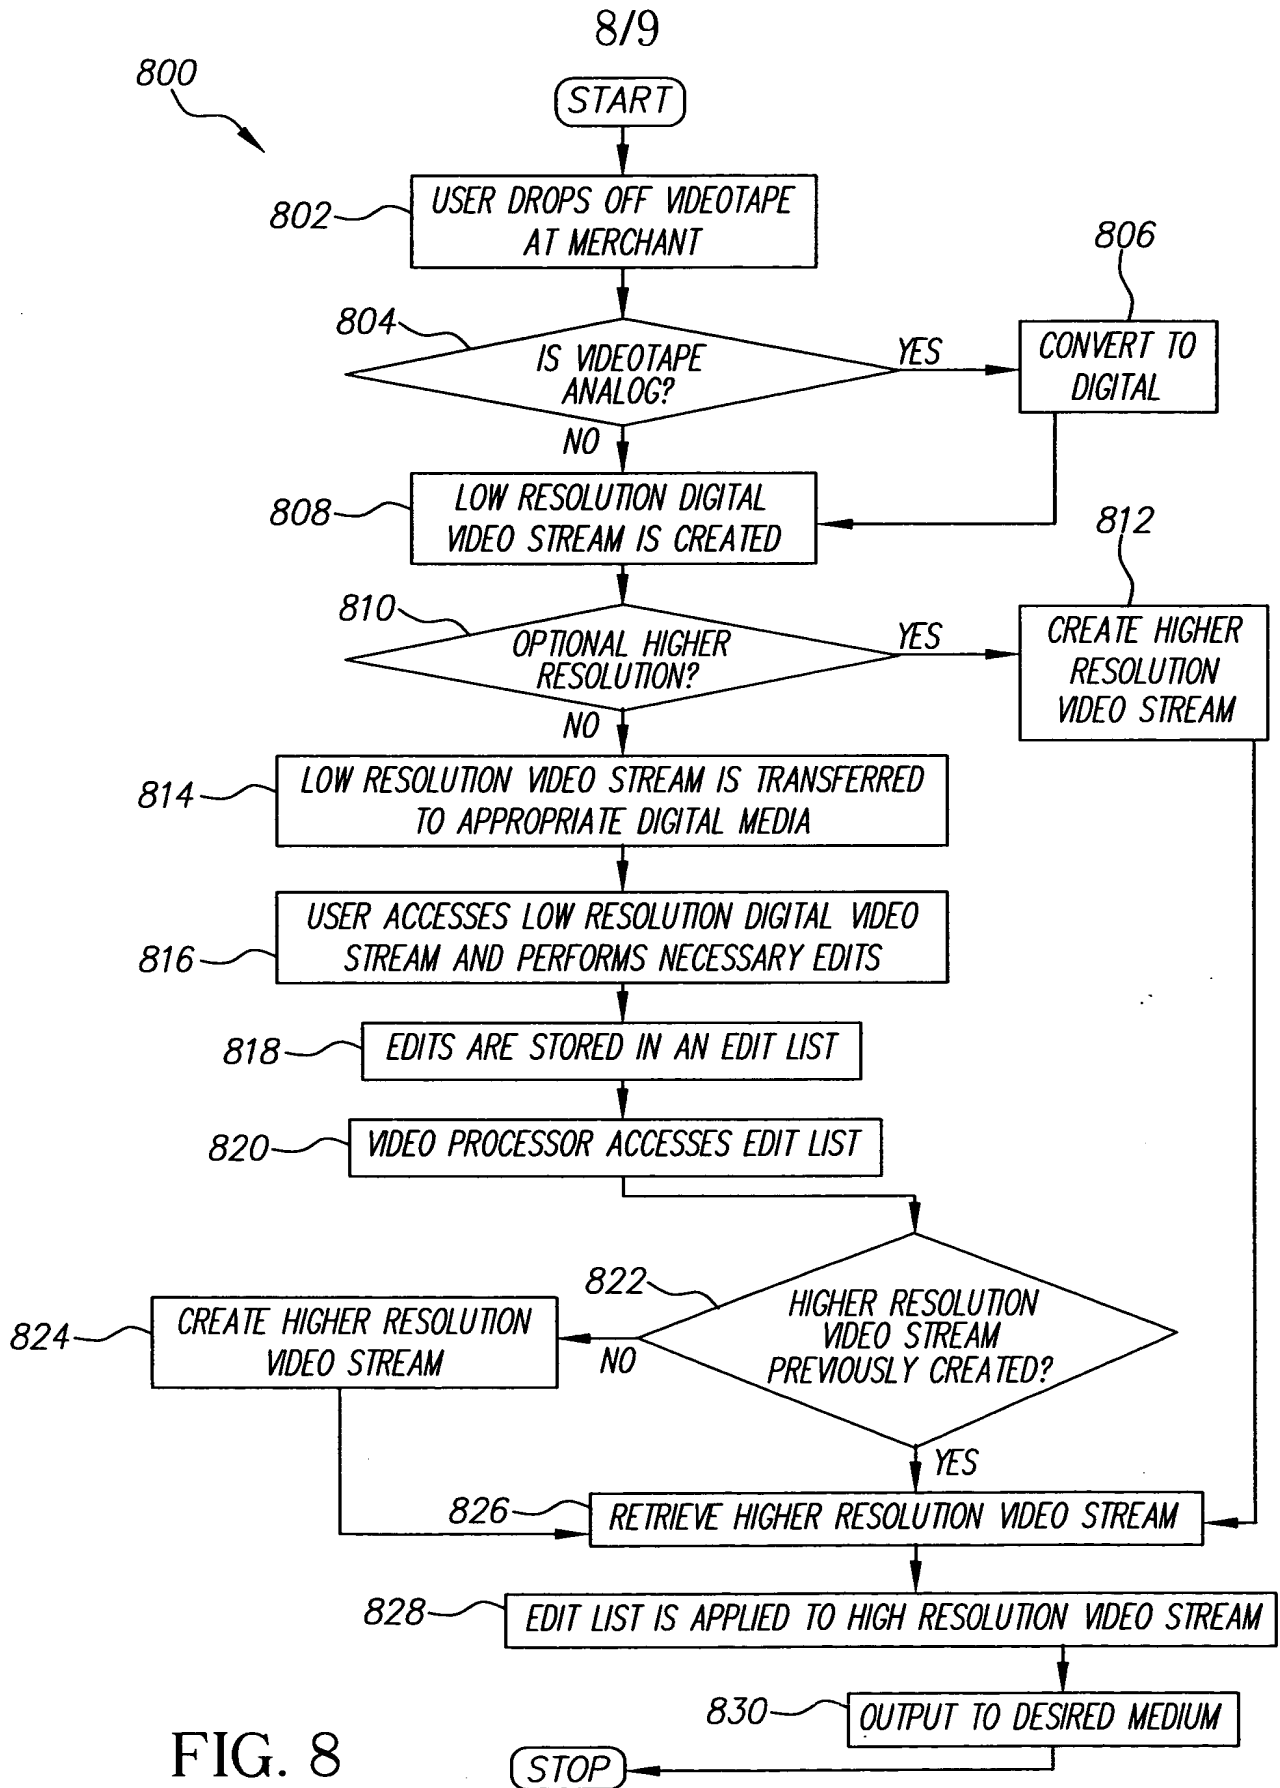 8/9
800
START
802
USER DROPS OFF VIDEOTAPE
AT MERCHANT
804
IS VIDEOTAPE
ANALOG?
YES
806
CONVERT TO
DIGITAL
NO
808
LOW RESOLUTION DIGITAL
VIDEO STREAM IS CREATED
810
OPTIONAL HIGHER
RESOLUTION?
YES
812
CREATE HIGHER
RESOLUTION
VIDEO STREAM
NO
814
LOW RESOLUTION VIDEO STREAM IS TRANSFERRED
TO APPROPRIATE DIGITAL MEDIA
816
USER ACCESSES LOW RESOLUTION DIGITAL VIDEO
STREAM AND PERFORMS NECESSARY EDITS
818
EDITS ARE STORED IN AN EDIT LIST
820
VIDEO PROCESSOR ACCESSES EDIT LIST
822
HIGHER RESOLUTION
VIDEO STREAM
PREVIOUSLY CREATED?
NO
824
CREATE HIGHER RESOLUTION
VIDEO STREAM
YES
826
RETRIEVE HIGHER RESOLUTION VIDEO STREAM
828
EDIT LIST IS APPLIED TO HIGH RESOLUTION VIDEO STREAM
830
OUTPUT TO DESIRED MEDIUM
STOP
FIG. 8